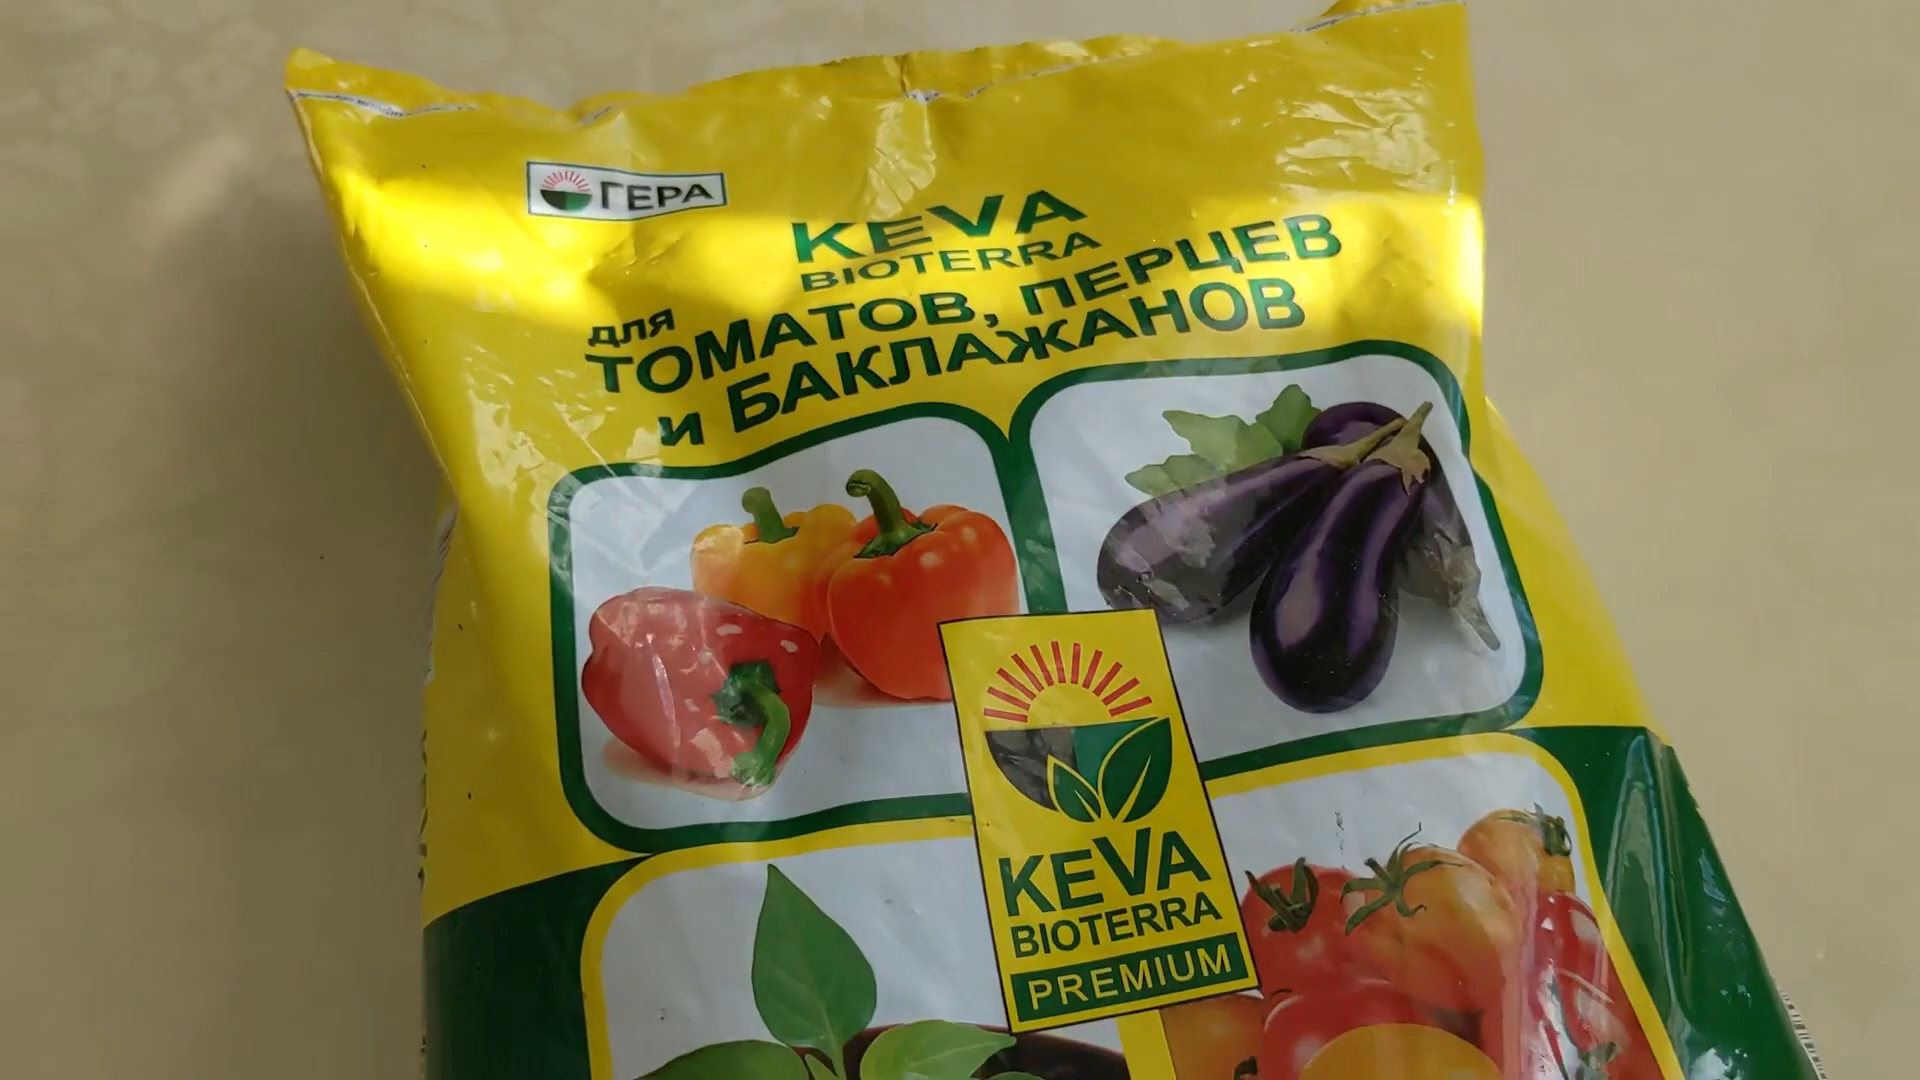 ГЕРА
KEVA
BIOTERRA
для
ТОМАТОВ, ПЕРЦЕВ
и БАКЛАЖАНОВ
KEVA
BIOTERRA
PREMIUM